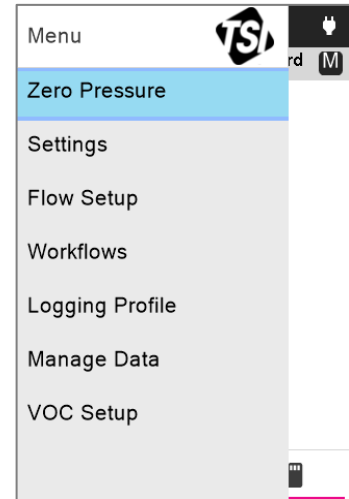 Menu
TSI
Zero Pressure
rd M
Settings
Flow Setup
Workflows
Logging Profile
Manage Data
VOC Setup